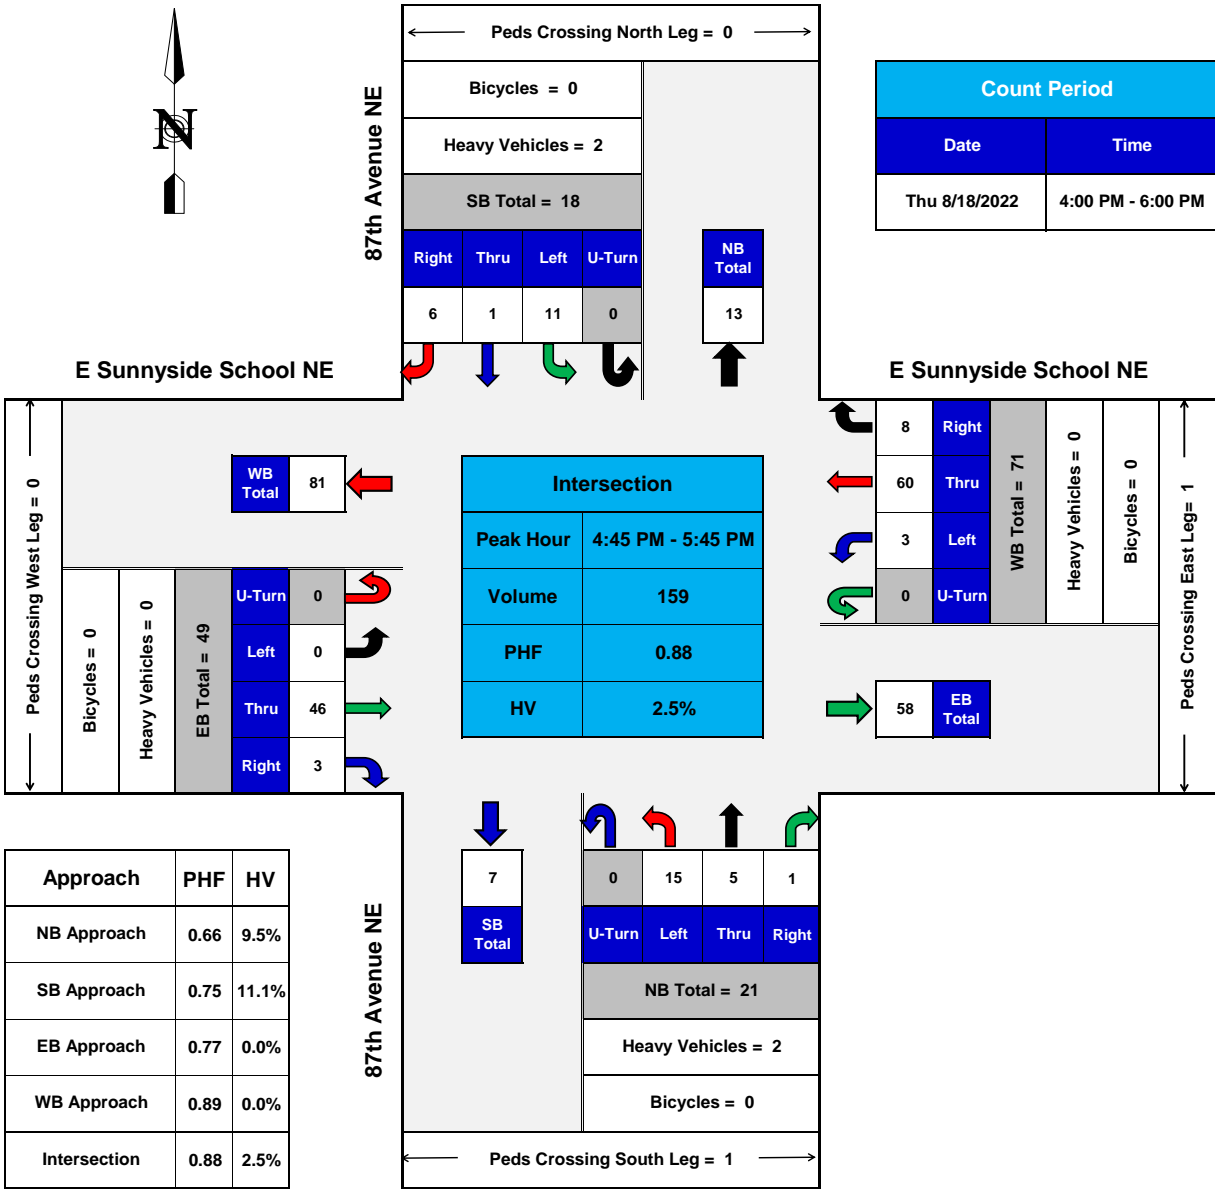 Peds Crossing North Leg = 0
Bicycles = 0
Heavy Vehicles = 2
SB Total = 18
Right Thru Left U-Turn
6 1 11 0
NB
Total
13
87th Avenue NE
N
Count Period
Date Time
Thu 8/18/2022 4:00 PM - 6:00 PM
E Sunnyside School NE
E Sunnyside School NE
Peds Crossing West Leg = 0
WB
Total
81
Bicycles = 0
Heavy Vehicles = 0
EB Total = 49
U-Turn 0
Left 0
Thru 46
Right 3
Intersection
Peak Hour 4:45 PM - 5:45 PM
Volume 159
PHF 0.88
HV 2.5%
8 Right
60 Thru
3 Left
0 U-Turn
WB Total = 71
Heavy Vehicles = 0
Bicycles = 0
Peds Crossing East Leg= 1
58
EB
Total
7
SB
Total
0 15 5 1
U-Turn Left Thru Right
NB Total = 21
Heavy Vehicles = 2
Bicycles = 0
Peds Crossing South Leg = 1
87th Avenue NE
Approach PHF HV
NB Approach 0.66 9.5%
SB Approach 0.75 11.1%
EB Approach 0.77 0.0%
WB Approach 0.89 0.0%
Intersection 0.88 2.5%